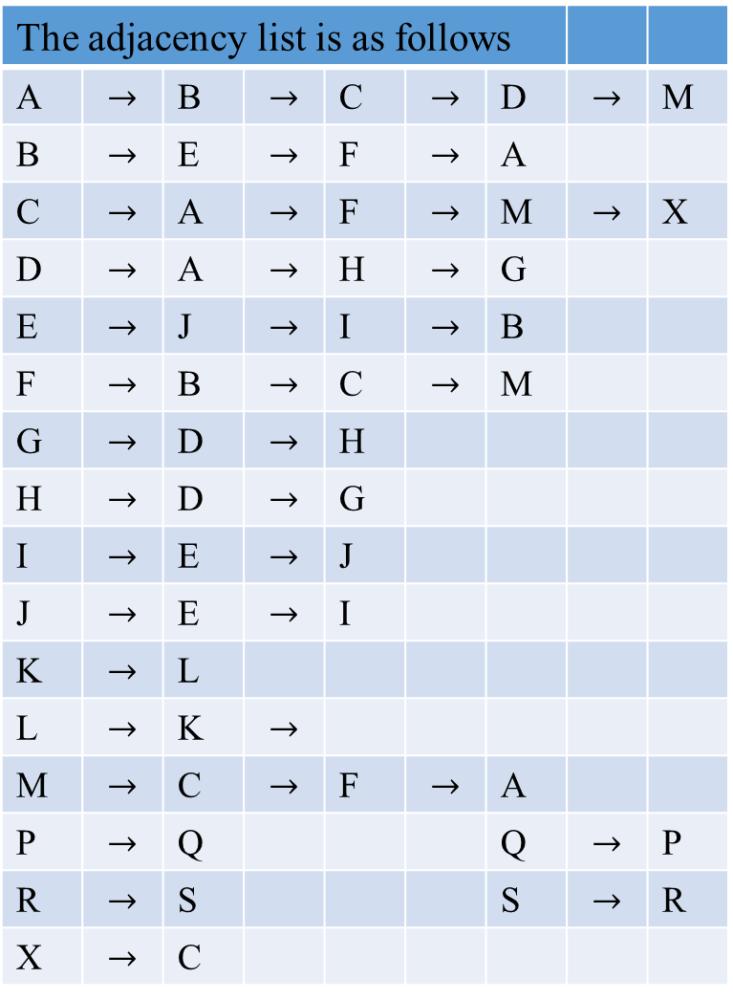 The adjacency list is as follows
A → B → C → D → M
B → E → F → A
C → A → F → M → X
D → A → H → G
E → J → I → B
F → B → C → M
G → D → H
H → D → G
I → E → J
J → E → I
K → L
L → K →
M → C → F → A
P → Q Q → P
R → S S → R
X → C